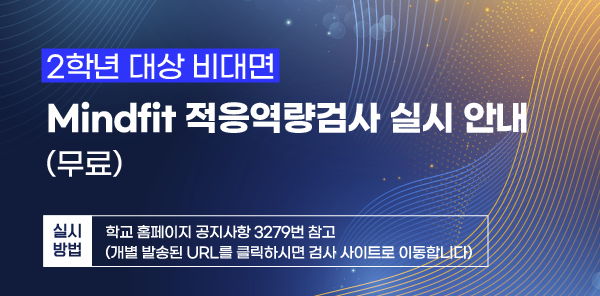 2학년 대상 비대면
Mindfit 적응역량검사 실시 안내
(무료)
실시
방법
학교 홈페이지 공지사항 3279번 참고
(개별 발송된 URL를 클릭하시면 검사 사이트로 이동합니다)